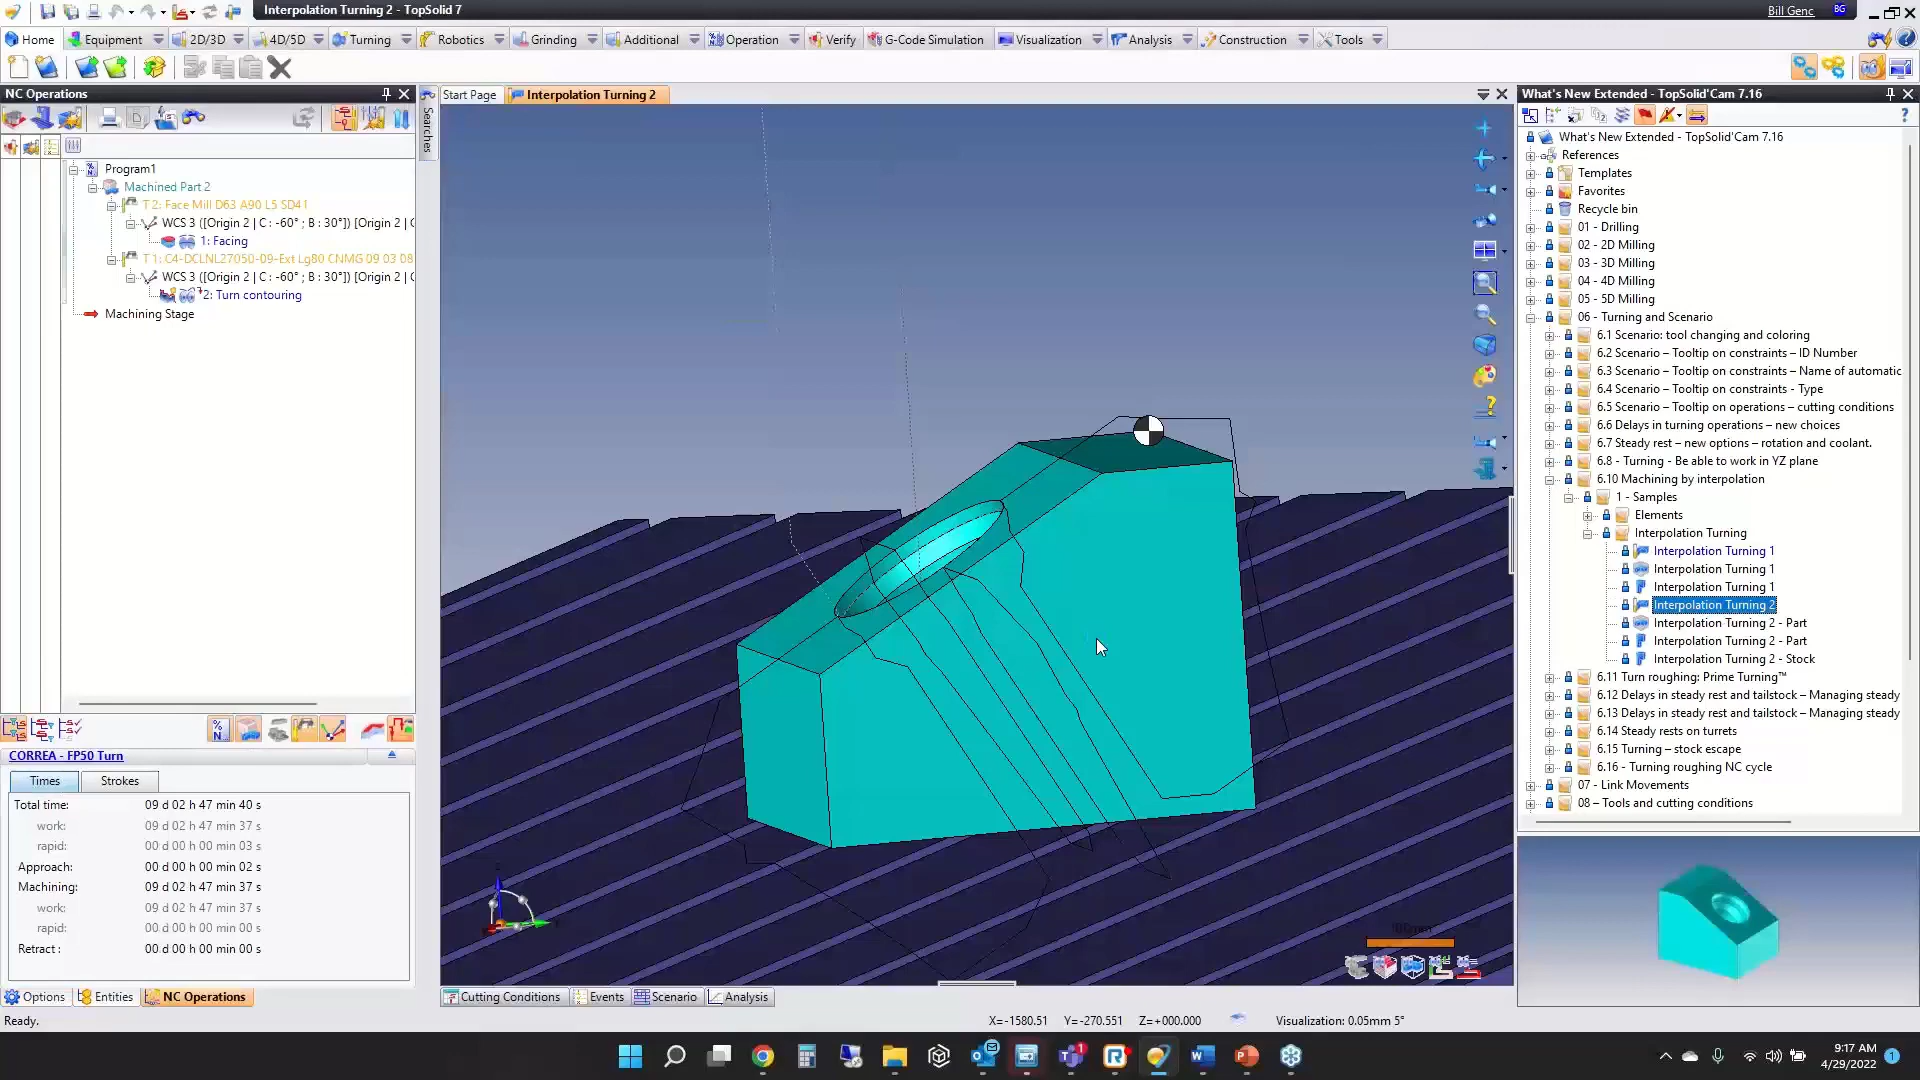 Interpolation Turning 2 - TopSolid 7
Bill Genc
BG
Home
Equipment
2D/3D
4D/5D
Turning
Robotics
Grinding
Additional
Operation
Verify
G-Code Simulation
Visualization
Analysis
Construction
Tools
NC Operations
Program1
Machined Part 2
T2: Face Mill D63 A90 L5 SD41
WCS 3 ([Origin 2 | C : -60° ; B : 30°]) [Origin 2 | C
1: Facing
T1: C4-DCLNL27050-09-Ext Lg80 CNMG 09 03 08
WCS 3 ([Origin 2 | C : -60° ; B : 30°]) [Origin 2 | C
2: Turn contouring
Machining Stage
CORREA - FP50 Turn
Times
Strokes
Total time: 09 d 02 h 47 min 40 s
work: 09 d 02 h 47 min 37 s
rapid: 00 d 00 h 00 min 03 s
Approach: 00 d 00 h 00 min 02 s
Machining: 09 d 02 h 47 min 37 s
work: 09 d 02 h 47 min 37 s
rapid: 00 d 00 h 00 min 00 s
Retract : 00 d 00 h 00 min 00 s
Options
Entities
NC Operations
Ready.
Searches
Start Page
Interpolation Turning 2
Cutting Conditions
Events
Scenario
Analysis
X=-1580.51 Y=-270.551 Z=+000.000
Visualization: 0.05mm 5°
What's New Extended - TopSolid'Cam 7.16
What's New Extended - TopSolid'Cam 7.16
References
Templates
Favorites
Recycle bin
01 - Drilling
02 - 2D Milling
03 - 3D Milling
04 - 4D Milling
05 - 5D Milling
06 - Turning and Scenario
6.1 Scenario: tool changing and coloring
6.2 Scenario – Tooltip on constraints – ID Number
6.3 Scenario – Tooltip on constraints – Name of automatic
6.4 Scenario – Tooltip on constraints - Type
6.5 Scenario – Tooltip on operations – cutting conditions
6.6 Delays in turning operations – new choices
6.7 Steady rest – new options – rotation and coolant.
6.8 - Turning - Be able to work in YZ plane
6.10 Machining by interpolation
1 - Samples
Elements
Interpolation Turning
Interpolation Turning 1
Interpolation Turning 1
Interpolation Turning 1
Interpolation Turning 2
Interpolation Turning 2 - Part
Interpolation Turning 2 - Part
Interpolation Turning 2 - Stock
6.11 Turn roughing: Prime Turning™
6.12 Delays in steady rest and tailstock – Managing steady
6.13 Delays in steady rest and tailstock – Managing steady
6.14 Steady rests on turrets
6.15 Turning – stock escape
6.16 - Turning roughing NC cycle
07 - Link Movements
08 – Tools and cutting conditions
9:17 AM
4/29/2022
1